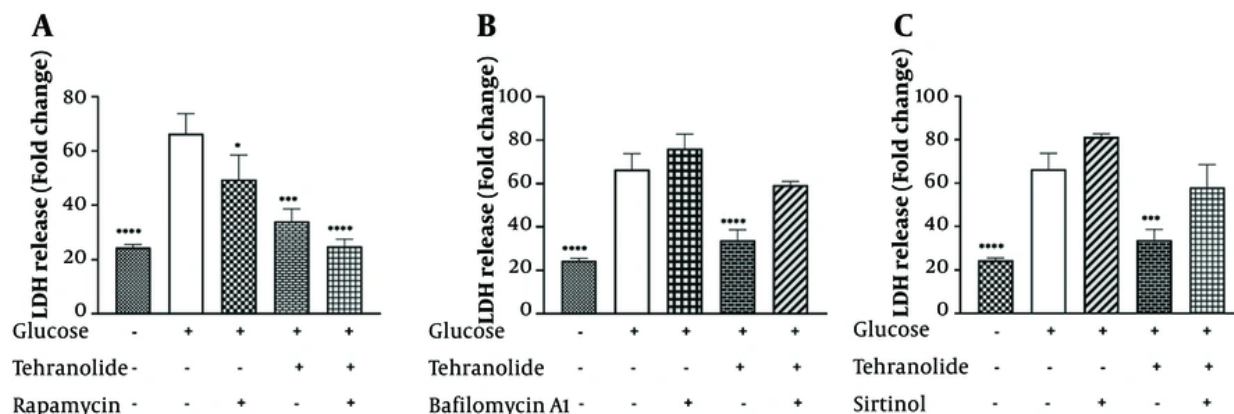 A
LDH release (Fold change)
80
60
40
20
0
****
*
***
****
Glucose - + + + +
Tehranolide - - - + +
Rapamycin - - + - +
B
LDH release (Fold change)
100
80
60
40
20
0
****
****
Glucose - + + + +
Tehranolide - - - + +
Bafilomycin A1 - - + - +
C
LDH release (Fold change)
100
80
60
40
20
0
****
***
Glucose - + + + +
Tehranolide - - - + +
Sirtinol - - + - +